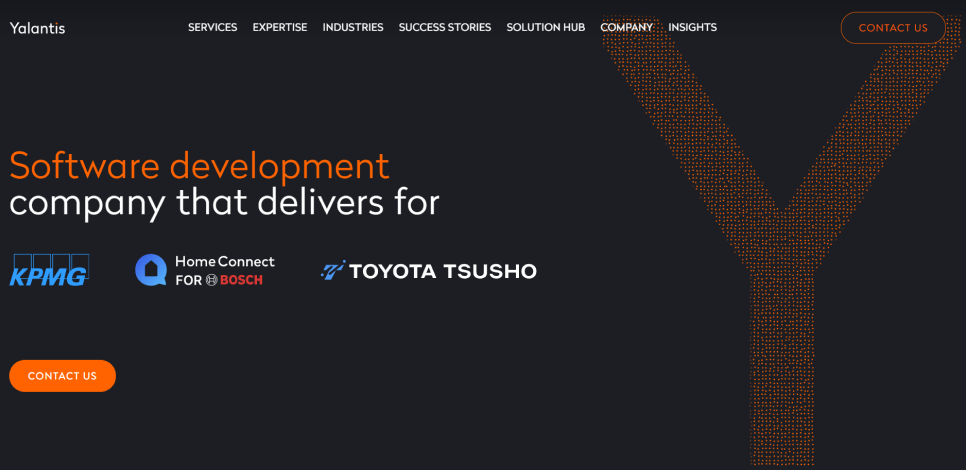 Yalantis
SERVICES EXPERTISE INDUSTRIES SUCCESS STORIES SOLUTION HUB COMPANY INSIGHTS
CONTACT US
Software development
company that delivers for
KPMG
Home Connect
FOR BOSCH
TOYOTA TSUSHO
CONTACT US